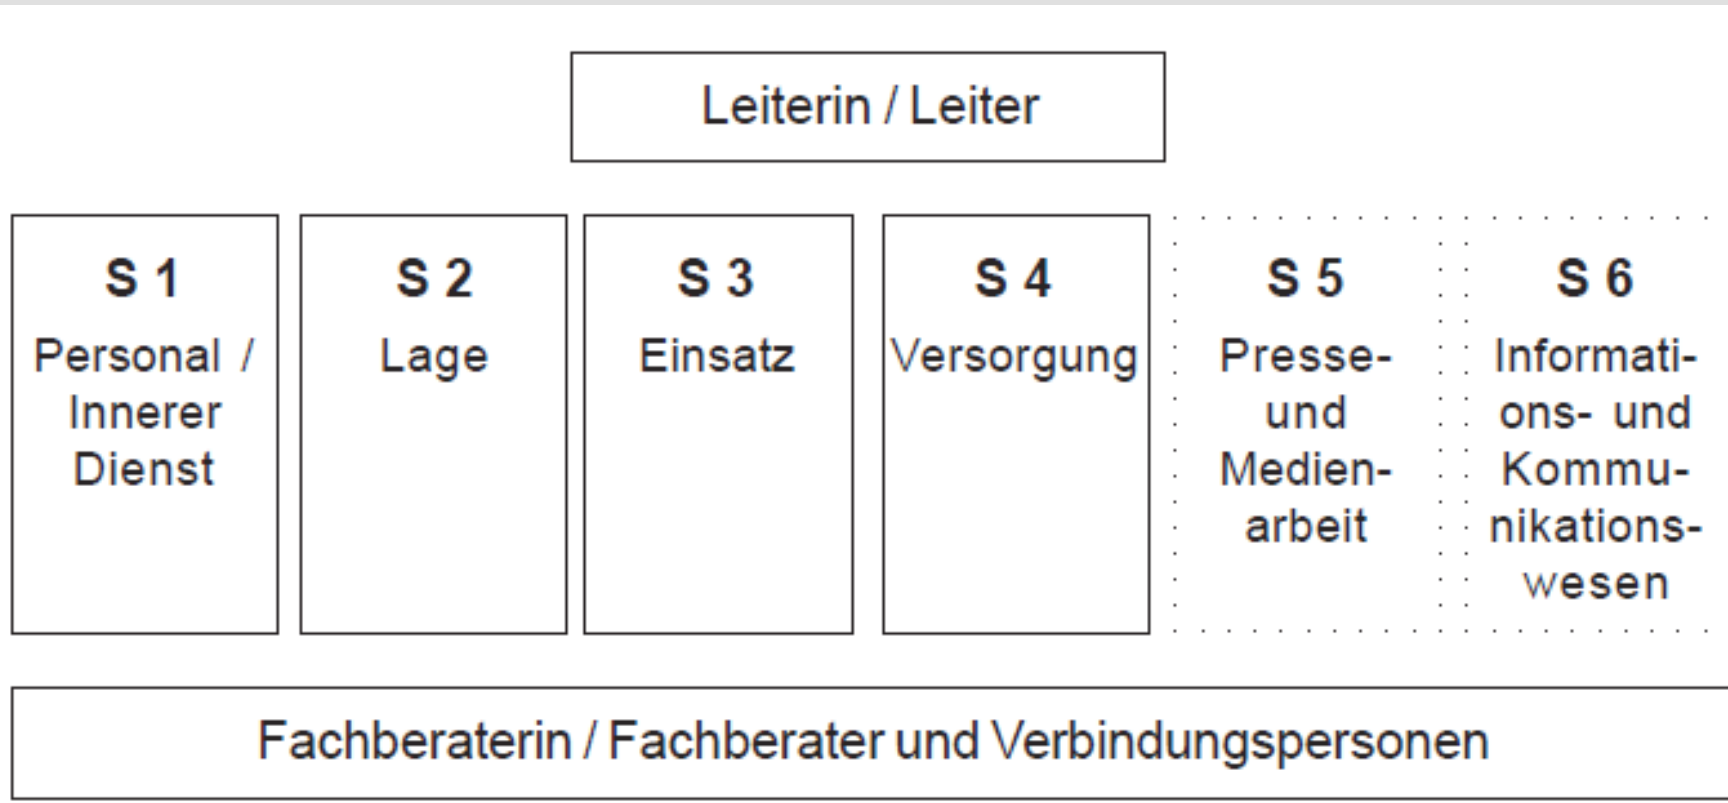 Leiterin / Leiter
S 1
Personal /
Innerer
Dienst
S 2
Lage
S 3
Einsatz
S 4
Versorgung
S 5
Presse-
und
Medien-
arbeit
S 6
Informati-
ons- und
Kommu-
nikations-
wesen
Fachberaterin / Fachberater und Verbindungspersonen